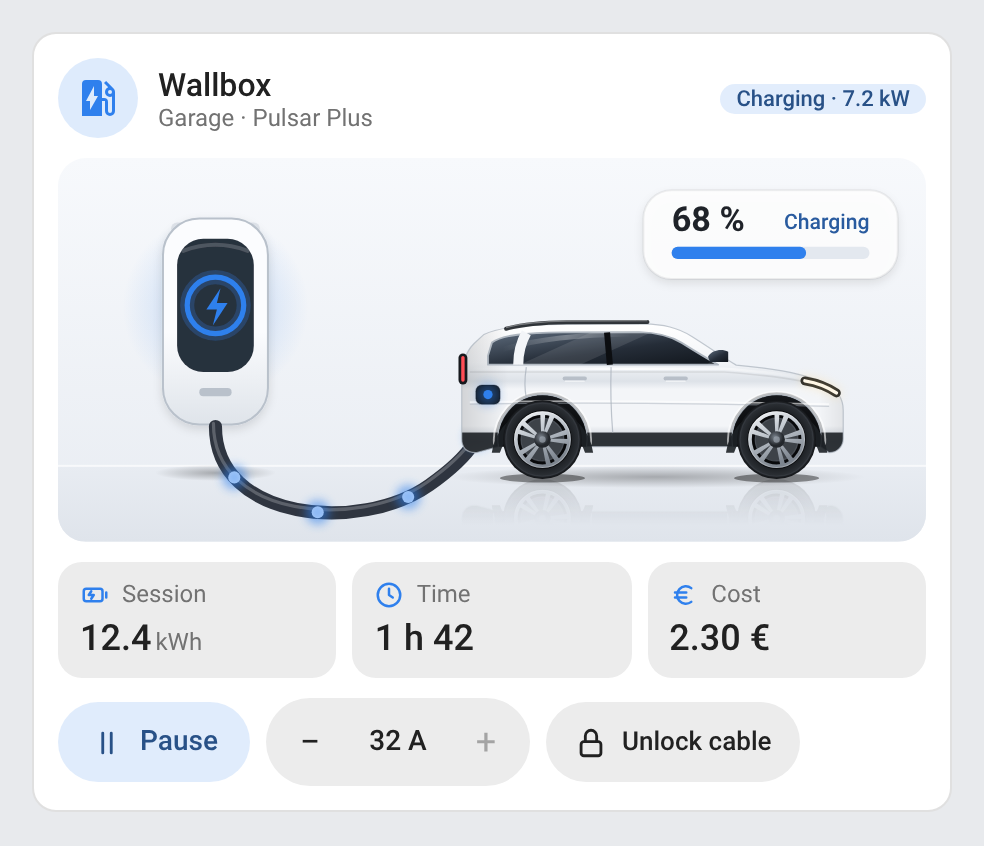 Wallbox
Garage · Pulsar Plus
Charging · 7.2 kW
68 % Charging
Session
12.4 kWh
Time
1 h 42
Cost
2.30 €
Pause
− 32 A +
Unlock cable